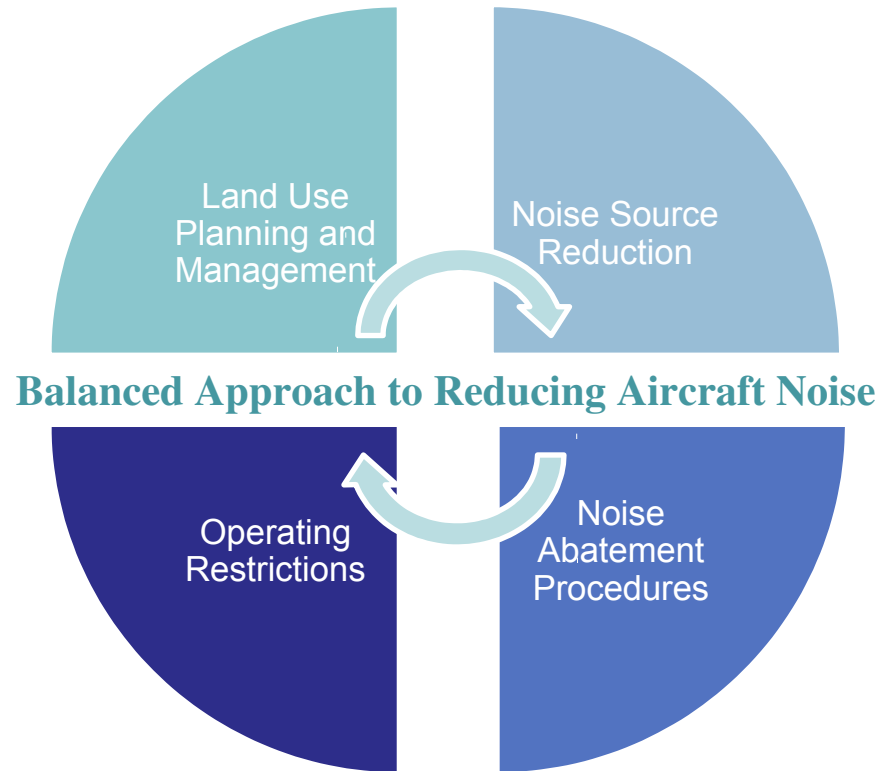 Land Use
Planning and
Management
Noise Source
Reduction
Balanced Approach to Reducing Aircraft Noise
Operating
Restrictions
Noise
Abatement
Procedures